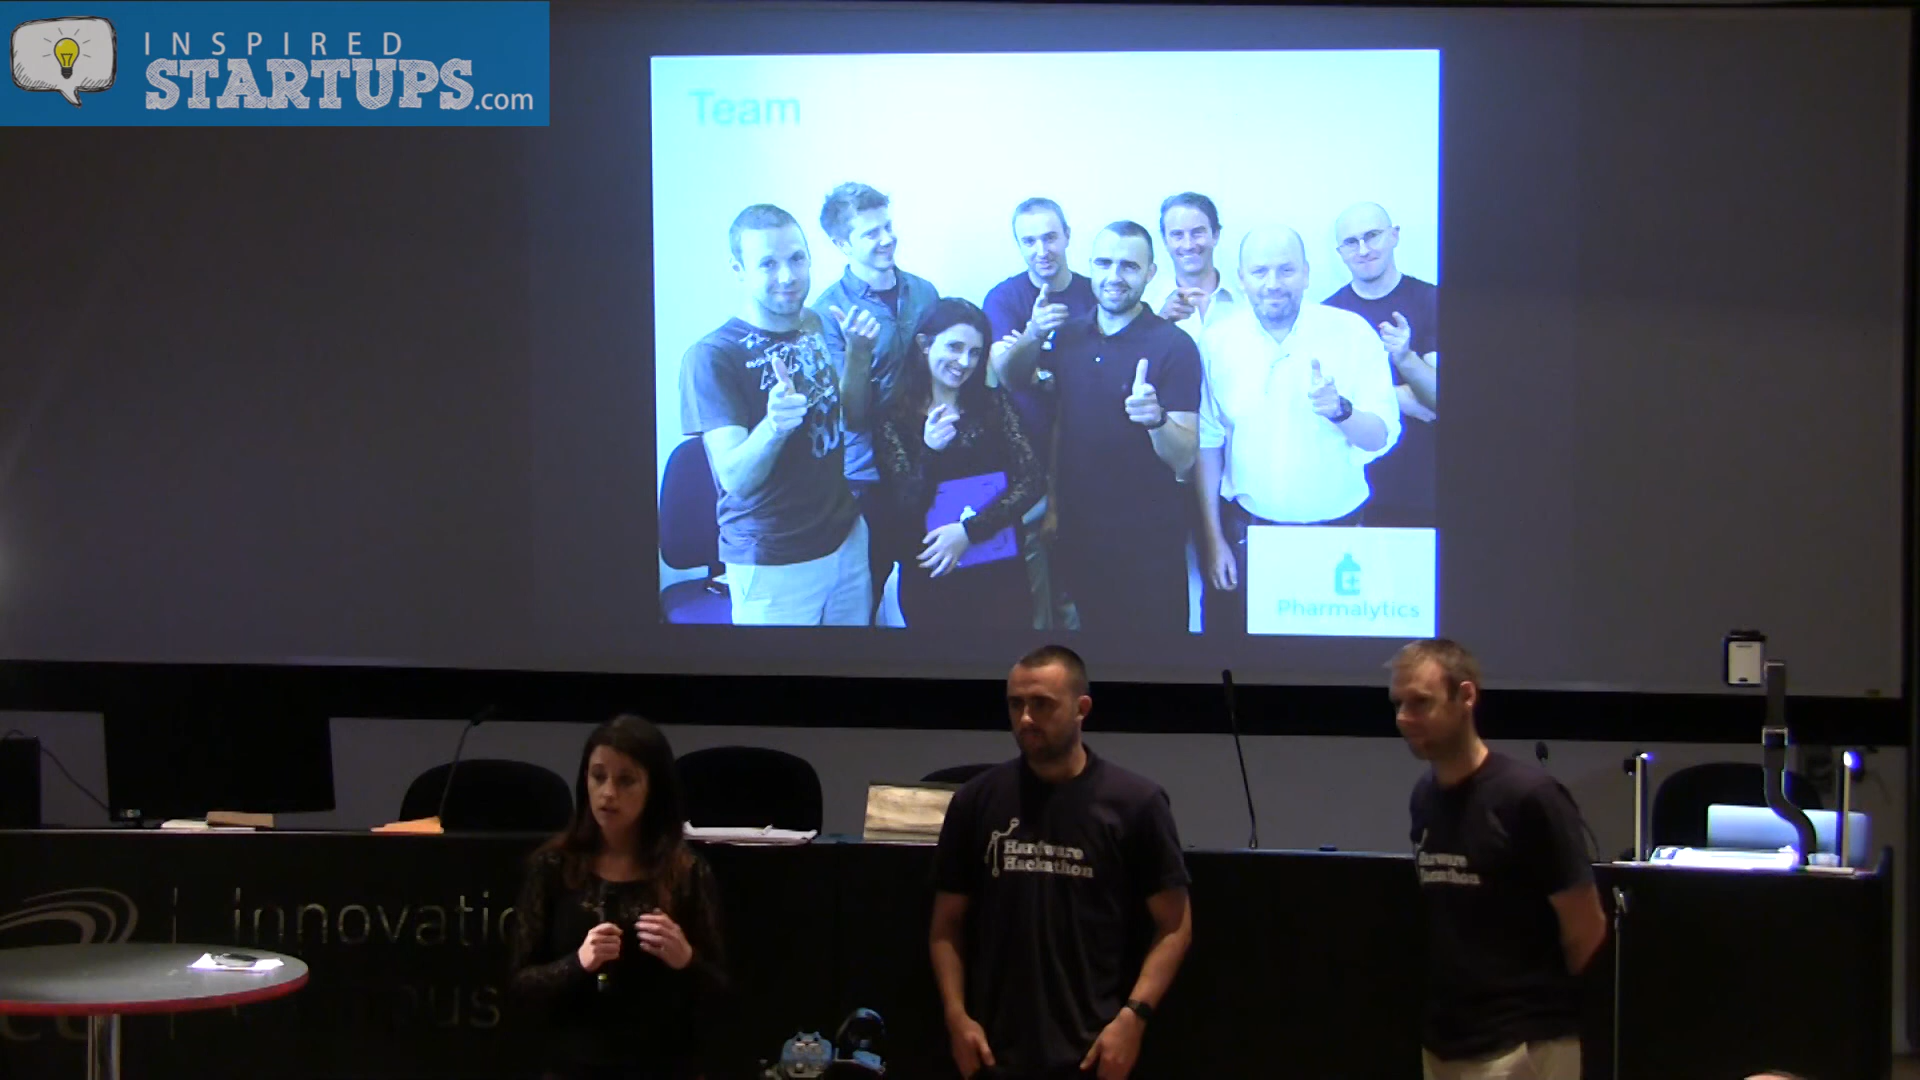 INSPIRED
STARTUPS.com
Team
Pharmalytics
Hardware
Hackathon
innovatio